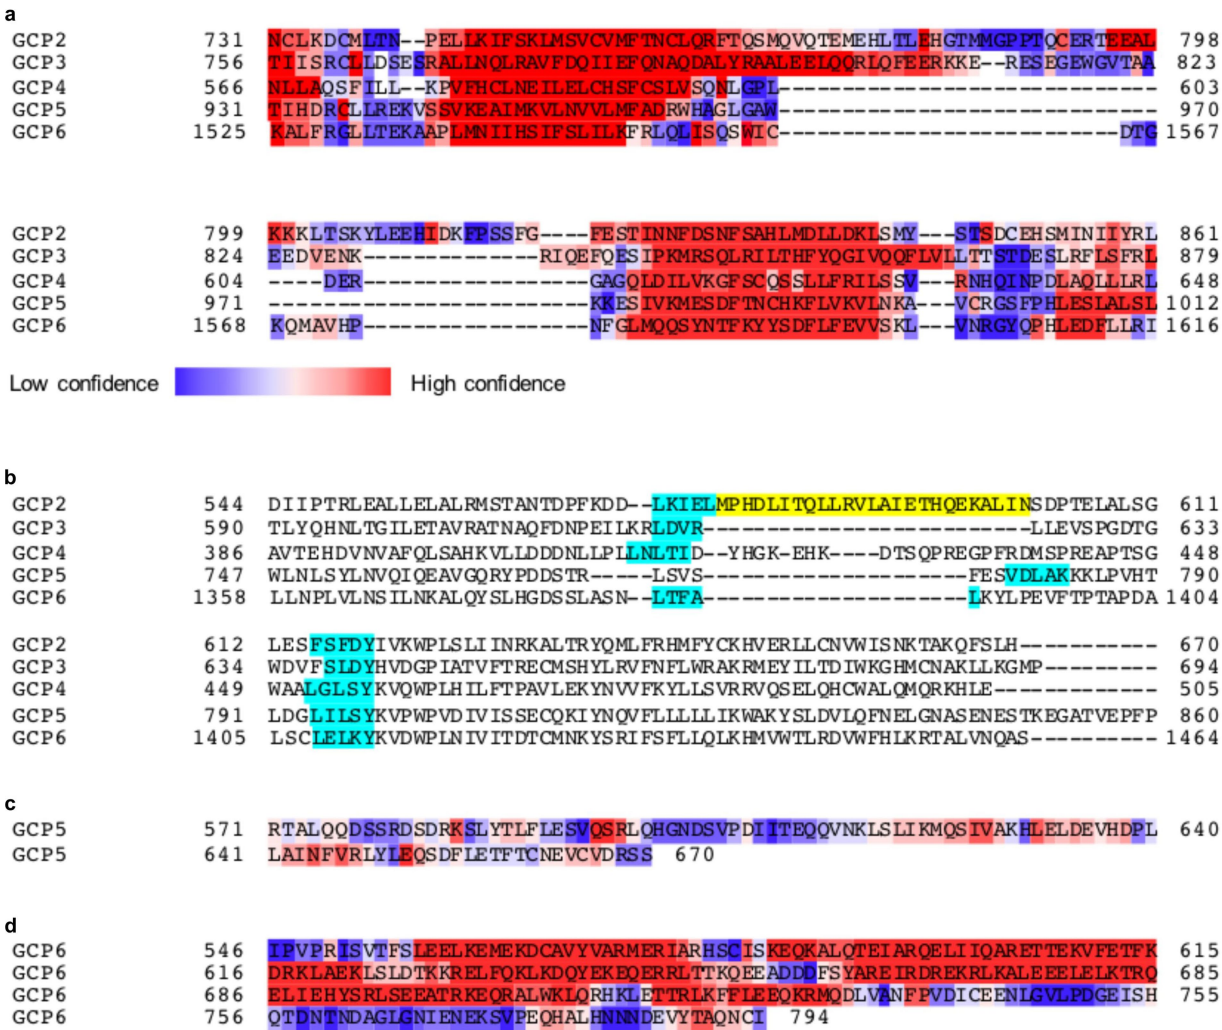 a
GCP2 731 NCLKDCMLTN--PELLKIFSKLMSVCVMFTNCLQRFTQSMQVQTEMEHLTLEHGTMMGPPTQCERTEEAL 798
GCP3 756 TIISRCLLDSESRALLNQLRAVFDQIIEFQNAQDALYRAALEELQQRLQFEERKKE--RESEGEWGVTAA 823
GCP4 566 NLLAQSFILL--KPVFHCLNEILELCHSFCSLVSQNLGPL------------------------------ 603
GCP5 931 TIHDRCLLREKVSSVKEAIMKVLNVVLMFADRWHAGLGAW------------------------------ 970
GCP6 1525 KALFRGLLTEKAAPLMNIIHSIFSLILKFRLQLISQSWIC---------------------------DTG 1567
GCP2 799 KKKLTSKYLEEHIDKFPSSFG----FESTINNFDSNFSAHLMDLLDKLSMY---STSDCEHSMINIIYRL 861
GCP3 824 EEDVENK--------------RIQEFQESIPKMRSQLRILTHFYQGIVQQFLVLLTTSTDESLRFLSFRL 879
GCP4 604 ----DER------------------GAGQLDILVKGFSCQSSLLFRILSSV---RNHQINPDLAQLLLRL 648
GCP5 971 -------------------------KKESIVKMESDFTNCHKFLVKVLNKA---VCRGSFPHLESLALSL 1012
GCP6 1568 KQMAVHP------------------NFGLMQQSYNTFKYYSDFLFEVVSKL---VNRGYQPHLEDFLLRI 1616
Low confidence High confidence
b
GCP2 544 DIIPTRLEALLELALRMSTANTDPFKDD--LKIELMPHDLITQLLRVLAIETHQEKALINSDPTELALSG 611
GCP3 590 TLYQHNLTGILETAVRATNAQFDNPEILKRLDVR--------------------------LLEVSPGDTG 633
GCP4 386 AVTEHDVNVAFQLSAHKVLLDDDNLLPLLNLTID--YHGK-EHK----DTSQPREGPFRDMSPREAPTSG 448
GCP5 747 WLNLSYLNVQIQEAVGQRYPDDSTR-----LSVS---------------------FESVDLAKKKLPVHT 790
GCP6 1358 LLNPLVLNSILNKALQYSLHGDSSLASN--LTFA---------------------LKYLPEVFTPTAPDA 1404
GCP2 612 LESFSFDYIVKWPLSLIINRKALTRYQMLFRHMFYCKHVERLLCNVWISNKTAKQFSLH----------- 670
GCP3 634 WDVFSLDYHVDGPIATVFTRECMSHYLRVFNFLWRAKRMEYILTDIWKGHMCNAKLLKGMP--------- 694
GCP4 449 WAALGLSYKVQWPLHILFTPAVLEKYNVVFKYLLSVRRVQSELQHCWALQMQRKHLE------------- 505
GCP5 791 LDGLILSYKVPWPVDIVISSECQKIYNQVFLLLLLIKWAKYSLDVLQFNELGNASENESTKEGATVEPFP 860
GCP6 1405 LSCLELKYKVDWPLNIVITDTCMNKYSRIFSFLLQLKHMVWTLRDVWFHLKRTALVNQAS---------- 1464
c
GCP5 571 RTALQQDSSRDSDRKSLYTLFLESVQSRLQHGNDSVPDIITEQQVNKLSLIKMQSIVAKHLELDEVHDPL 640
GCP5 641 LAINFVRLYLEQSDFLETFTCNEVCVDRSS 670
d
GCP6 546 IPVPRISVTFSLEELKEMEKDCAVYVARMERIARHSCISKEQKALQTEIARQELIIQARETTEKVFETFK 615
GCP6 616 DRKLAEKLSLDTKKRELFQKLKDQYEKEQERRLTTKQEEADDDFSYAREIRDREKRLKALEEELELKTRQ 685
GCP6 686 ELIEHYSRLSEEATRKEQRALWKLQRHKLETTRLKFFLEEQKRMQDLVANFPVDICEENLGVLPDGEISH 755
GCP6 756 QTDNTNDAGLGNIENEKSVPEQHALHNNNDEVYTAQNCI 794